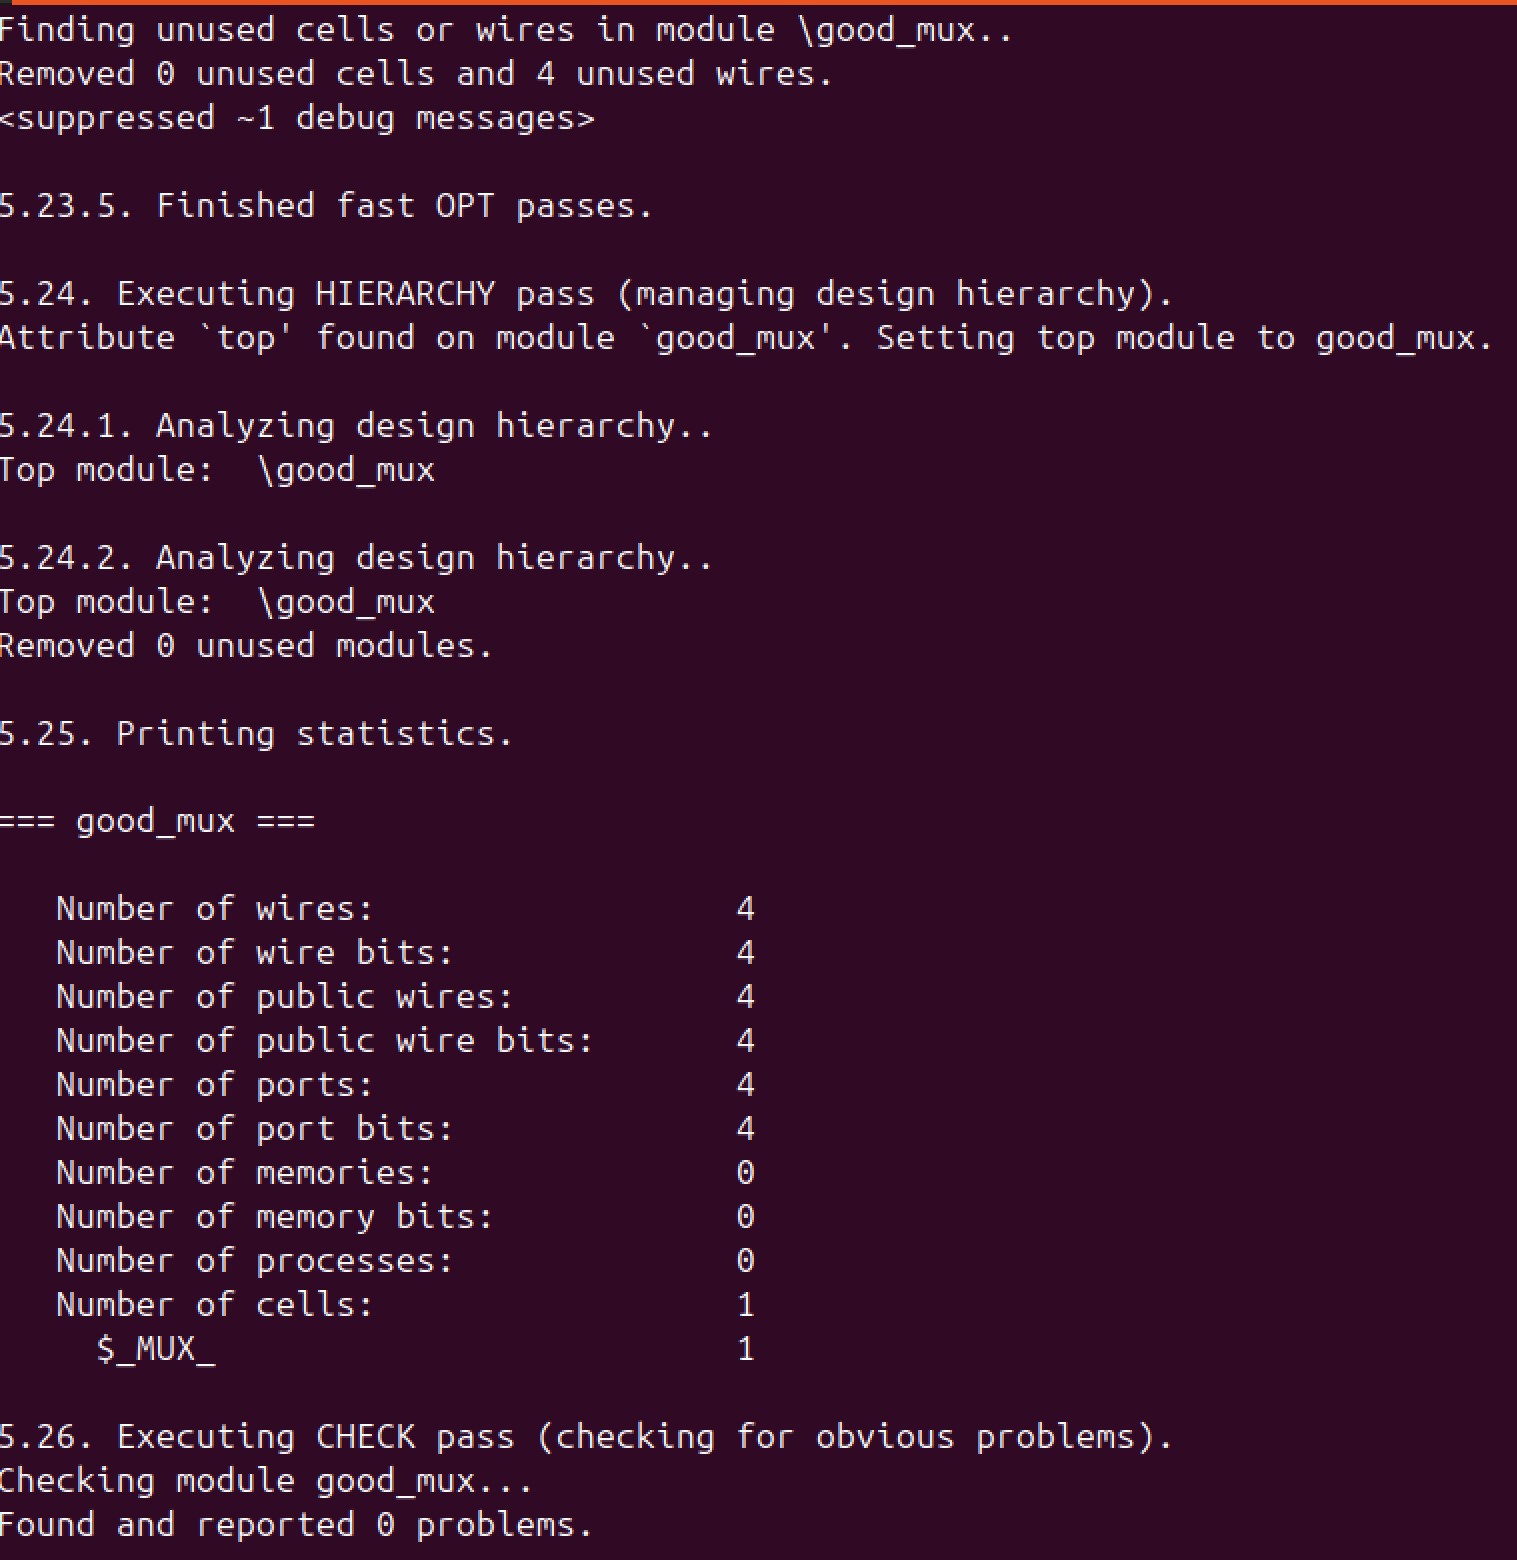 Finding unused cells or wires in module \good_mux..
Removed 0 unused cells and 4 unused wires.
<suppressed ~1 debug messages>
5.23.5. Finished fast OPT passes.
5.24. Executing HIERARCHY pass (managing design hierarchy).
Attribute `top' found on module `good_mux'. Setting top module to good_mux.
5.24.1. Analyzing design hierarchy..
Top module:  \good_mux
5.24.2. Analyzing design hierarchy..
Top module:  \good_mux
Removed 0 unused modules.
5.25. Printing statistics.
=== good_mux ===
Number of wires: 4
Number of wire bits: 4
Number of public wires: 4
Number of public wire bits: 4
Number of ports: 4
Number of port bits: 4
Number of memories: 0
Number of memory bits: 0
Number of processes: 0
Number of cells: 1
$_MUX_ 1
5.26. Executing CHECK pass (checking for obvious problems).
Checking module good_mux...
Found and reported 0 problems.